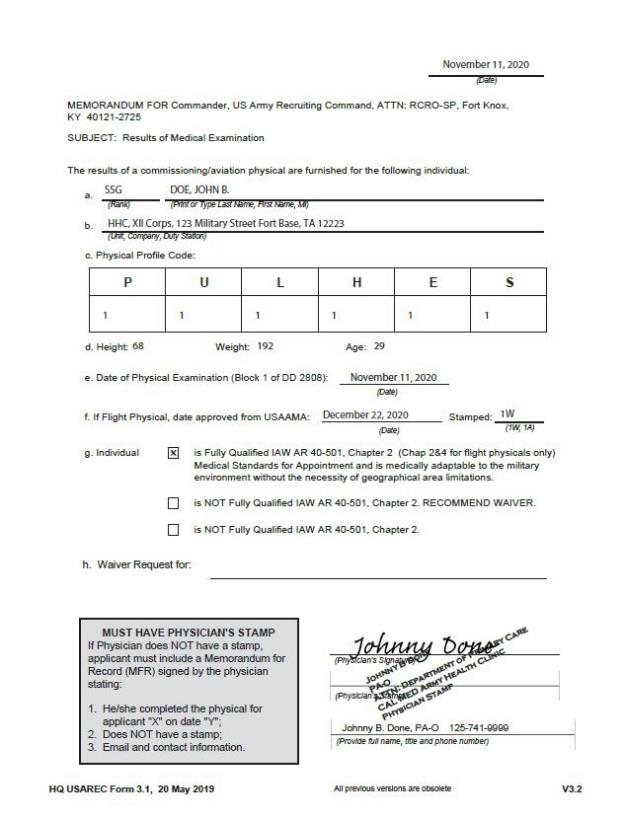 November 11, 2020
(Date)
MEMORANDUM FOR Commander, US Army Recruiting Command, ATTN: RCRO-SP, Fort Knox,
KY 40121-2725
SUBJECT: Results of Medical Examination
The results of a commissioning/aviation physical are furnished for the following individual:
a. SSG DOE, JOHN B.
(Rank) (Print or Type Last Name, First Name, MI)
b. HHC, XII Corps, 123 Military Street Fort Base, TA 12223
(Unit, Company, Duty Station)
c. Physical Profile Code:
P U L H E S
1 1 1 1 1 1
d. Height: 68 Weight: 192 Age: 29
e. Date of Physical Examination (Block 1 of DD 2808): November 11, 2020
(Date)
f. If Flight Physical, date approved from USAAMA: December 22, 2020 Stamped: 1W
(Date) (1W, 1A)
g. Individual x is Fully Qualified IAW AR 40-501, Chapter 2 (Chap 2&4 for flight physicals only)
Medical Standards for Appointment and is medically adaptable to the military
environment without the necessity of geographical area limitations.
is NOT Fully Qualified IAW AR 40-501, Chapter 2. RECOMMEND WAIVER.
is NOT Fully Qualified IAW AR 40-501, Chapter 2.
h. Waiver Request for:
MUST HAVE PHYSICIAN'S STAMP
If Physician does NOT have a stamp,
applicant must include a Memorandum for
Record (MFR) signed by the physician
stating:
1. He/she completed the physical for
applicant "X" on date "Y";
2. Does NOT have a stamp;
3. Email and contact information.
Johnny Done
(Physician's Signature)
JOHNNY B DONE
PA-O
ATTN: DEPARTMENT OF PRIMARY CARE
CAL MED ARMY HEALTH CLINIC
PHYSICIAN STAMP
(Physician's Stamp)
Johnny B. Done, PA-O 125-741-9999
(Provide full name, title and phone number)
HQ USAREC Form 3.1, 20 May 2019 All previous versions are obsolete V3.2